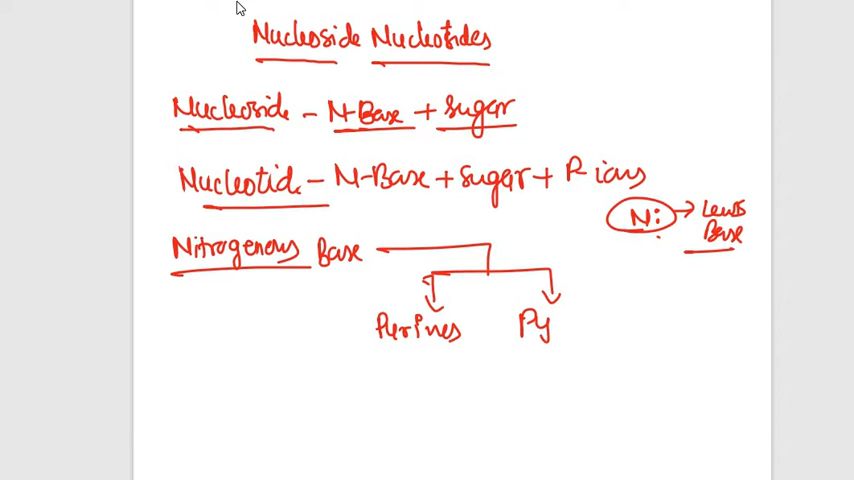 Nucleoside Nucleotides
Nucleoside - N-Base + Sugar
Nucleotide - N-Base + Sugar + P ions
N: → Lewis
Base
Nitrogenous Base
Purines Py